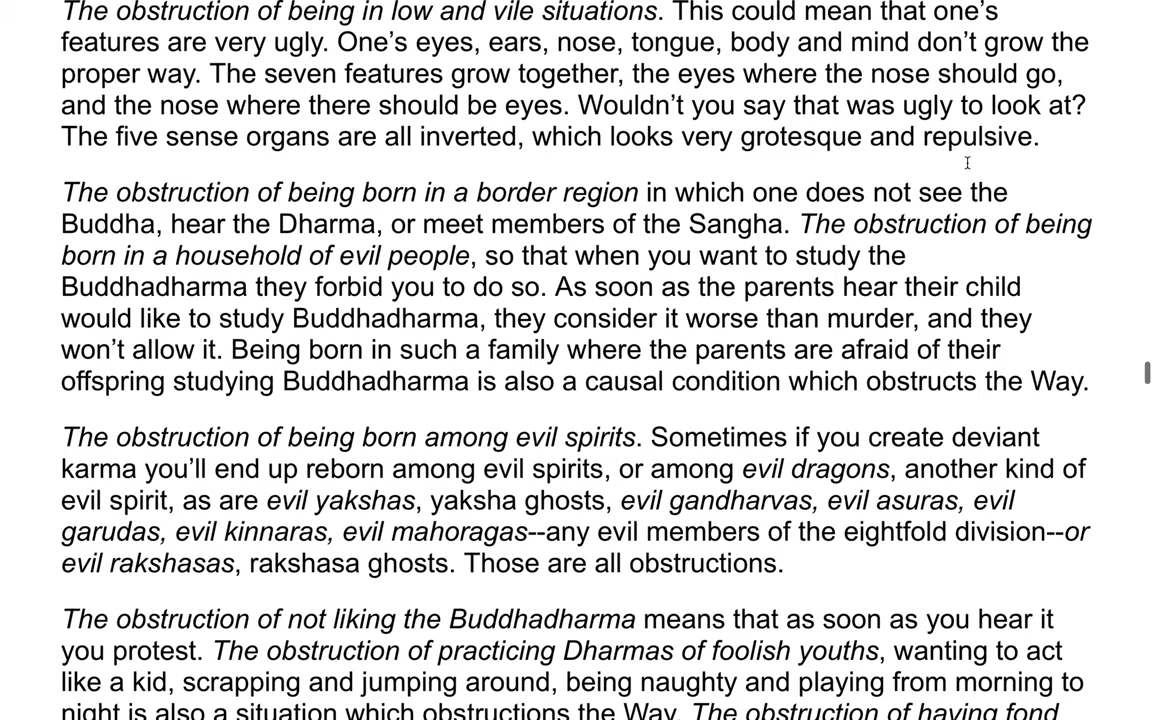 The obstruction of being in low and vile situations. This could mean that one’s
features are very ugly. One’s eyes, ears, nose, tongue, body and mind don’t grow the
proper way. The seven features grow together, the eyes where the nose should go,
and the nose where there should be eyes. Wouldn’t you say that was ugly to look at?
The five sense organs are all inverted, which looks very grotesque and repulsive.
The obstruction of being born in a border region in which one does not see the
Buddha, hear the Dharma, or meet members of the Sangha. The obstruction of being
born in a household of evil people, so that when you want to study the
Buddhadharma they forbid you to do so. As soon as the parents hear their child
would like to study Buddhadharma, they consider it worse than murder, and they
won’t allow it. Being born in such a family where the parents are afraid of their
offspring studying Buddhadharma is also a causal condition which obstructs the Way.
The obstruction of being born among evil spirits. Sometimes if you create deviant
karma you’ll end up reborn among evil spirits, or among evil dragons, another kind of
evil spirit, as are evil yakshas, yaksha ghosts, evil gandharvas, evil asuras, evil
garudas, evil kinnaras, evil mahoragas--any evil members of the eightfold division--or
evil rakshasas, rakshasa ghosts. Those are all obstructions.
The obstruction of not liking the Buddhadharma means that as soon as you hear it
you protest. The obstruction of practicing Dharmas of foolish youths, wanting to act
like a kid, scrapping and jumping around, being naughty and playing from morning to
night is also a situation which obstructions the Way. The obstruction of having fond